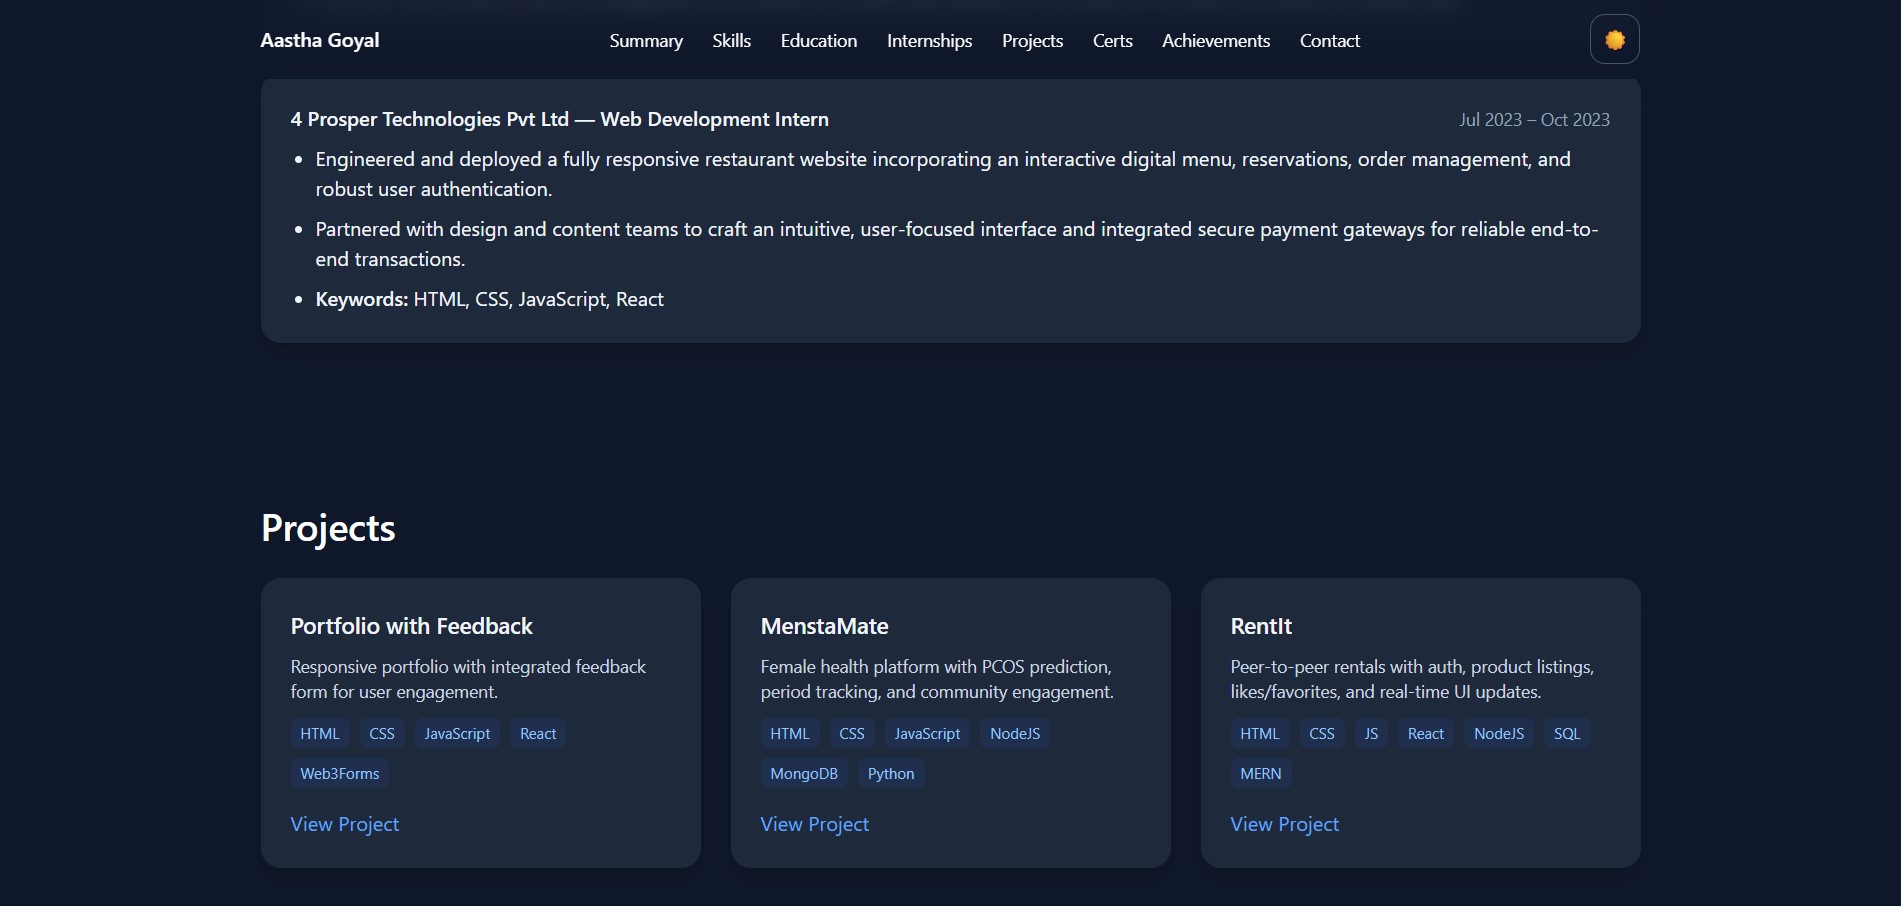 Aastha Goyal
Summary Skills Education Internships Projects Certs Achievements Contact
4 Prosper Technologies Pvt Ltd — Web Development Intern
Jul 2023 – Oct 2023
• Engineered and deployed a fully responsive restaurant website incorporating an interactive digital menu, reservations, order management, and
robust user authentication.
• Partnered with design and content teams to craft an intuitive, user-focused interface and integrated secure payment gateways for reliable end-to-
end transactions.
• Keywords: HTML, CSS, JavaScript, React
Projects
Portfolio with Feedback
Responsive portfolio with integrated feedback
form for user engagement.
HTML CSS JavaScript React
Web3Forms
View Project
MenstaMate
Female health platform with PCOS prediction,
period tracking, and community engagement.
HTML CSS JavaScript NodeJS
MongoDB Python
View Project
RentIt
Peer-to-peer rentals with auth, product listings,
likes/favorites, and real-time UI updates.
HTML CSS JS React NodeJS SQL
MERN
View Project